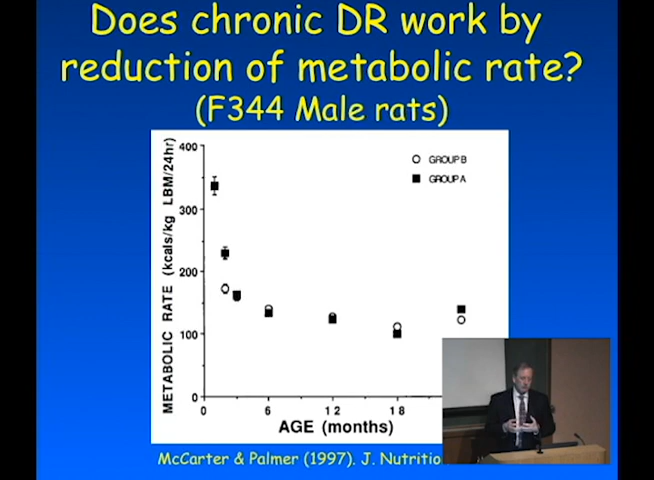 Does chronic DR work by
reduction of metabolic rate?
(F344 Male rats)
METABOLIC RATE (kcals/kg LBM/24hr)
400
300
200
100
0
GROUP B
GROUP A
0
6
12
18
AGE (months)
McCarter & Palmer (1997). J. Nutritio